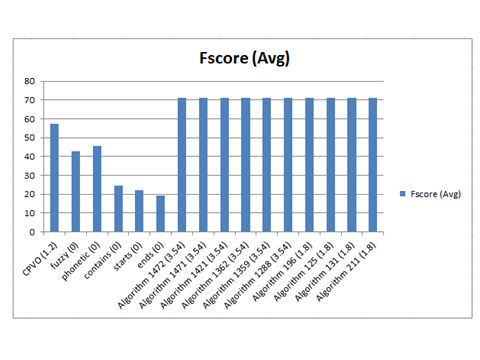 Fscore (Avg)
80
70
60
50
40
30
20
10
0
CPVO (1.2)
fuzzy (0)
phonetic (0)
contains (0)
starts (0)
ends (0)
Algorithm 1472 (3.54)
Algorithm 1471 (3.54)
Algorithm 1421 (3.54)
Algorithm 1362 (3.54)
Algorithm 1359 (3.54)
Algorithm 1288 (3.54)
Algorithm 196 (1.8)
Algorithm 125 (1.8)
Algorithm 131 (1.8)
Algorithm 211 (1.8)
Fscore (Avg)